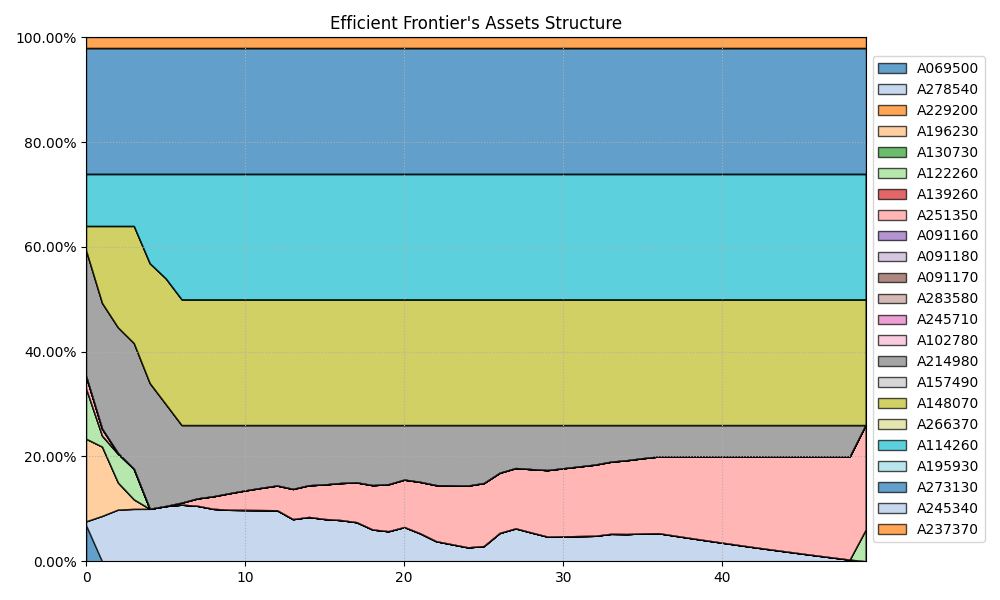 Efficient Frontier's Assets Structure
100.00%
80.00%
60.00%
40.00%
20.00%
0.00%
0 10 20 30 40
A069500
A278540
A229200
A196230
A130730
A122260
A139260
A251350
A091160
A091180
A091170
A283580
A245710
A102780
A214980
A157490
A148070
A266370
A114260
A195930
A273130
A245340
A237370